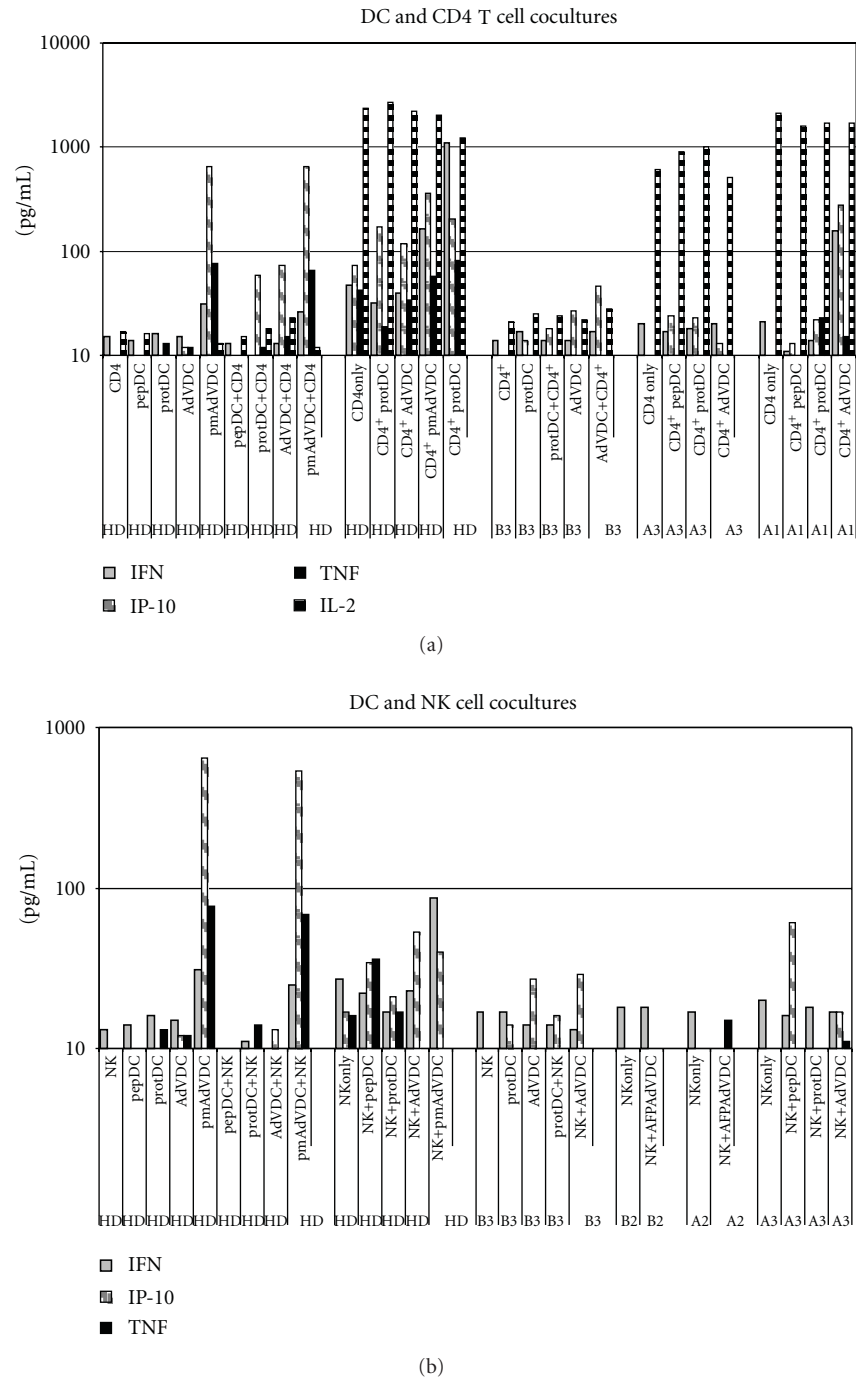 DC and CD4 T cell cocultures
10000
1000
100
10
(pg/mL)
CD4
pepDC
protDC
AdVDC
pmAdVDC
pepDC+CD4
protDC+CD4
AdVDC+CD4
pmAdVDC+CD4
CD4only
CD4⁺ protDC
CD4⁺ AdVDC
CD4⁺ pmAdVDC
CD4⁺ protDC
CD4⁺
protDC
protDC+CD4⁺
AdVDC
AdVDC+CD4⁺
CD4 only
CD4⁺ pepDC
CD4⁺ protDC
CD4⁺ AdVDC
CD4 only
CD4⁺ pepDC
CD4⁺ protDC
CD4⁺ AdVDC
HD HD HD HD HD HD HD HD HD HD HD HD HD HD B3 B3 B3 B3 B3 A3 A3 A3 A3 A1 A1 A1 A1
IFN TNF
IP-10 IL-2
(a)
DC and NK cell cocultures
1000
100
10
(pg/mL)
NK
pepDC
protDC
AdVDC
pmAdVDC
pepDC+NK
protDC+NK
AdVDC+NK
pmAdVDC+NK
NKonly
NK+pepDC
NK+protDC
NK+AdVDC
NK+pmAdVDC
NK
protDC
AdVDC
protDC+NK
NK+AdVDC
NKonly
NK+AFPAdVDC
NKonly
NK+AFPAdVDC
NKonly
NK+pepDC
NK+protDC
NK+AdVDC
HD HD HD HD HD HD HD HD HD HD HD HD HD HD B3 B3 B3 B3 B3 B2 B2 A2 A2 A3 A3 A3 A3
IFN
IP-10
TNF
(b)